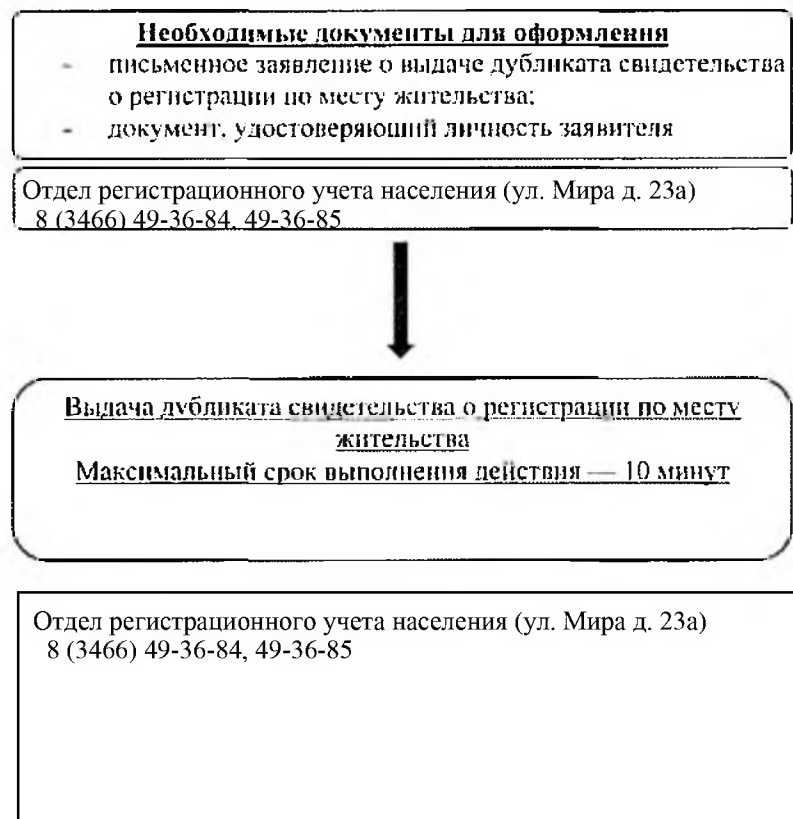 Необходимые документы для оформления
- письменное заявление о выдаче дубликата свидетельства
о регистрации по месту жительства;
- документ, удостоверяющий личность заявителя
Отдел регистрационного учета населения (ул. Мира д. 23а)
8 (3466) 49-36-84, 49-36-85
Выдача дубликата свидетельства о регистрации по месту
жительства
Максимальный срок выполнения действия — 10 минут
Отдел регистрационного учета населения (ул. Мира д. 23а)
8 (3466) 49-36-84, 49-36-85